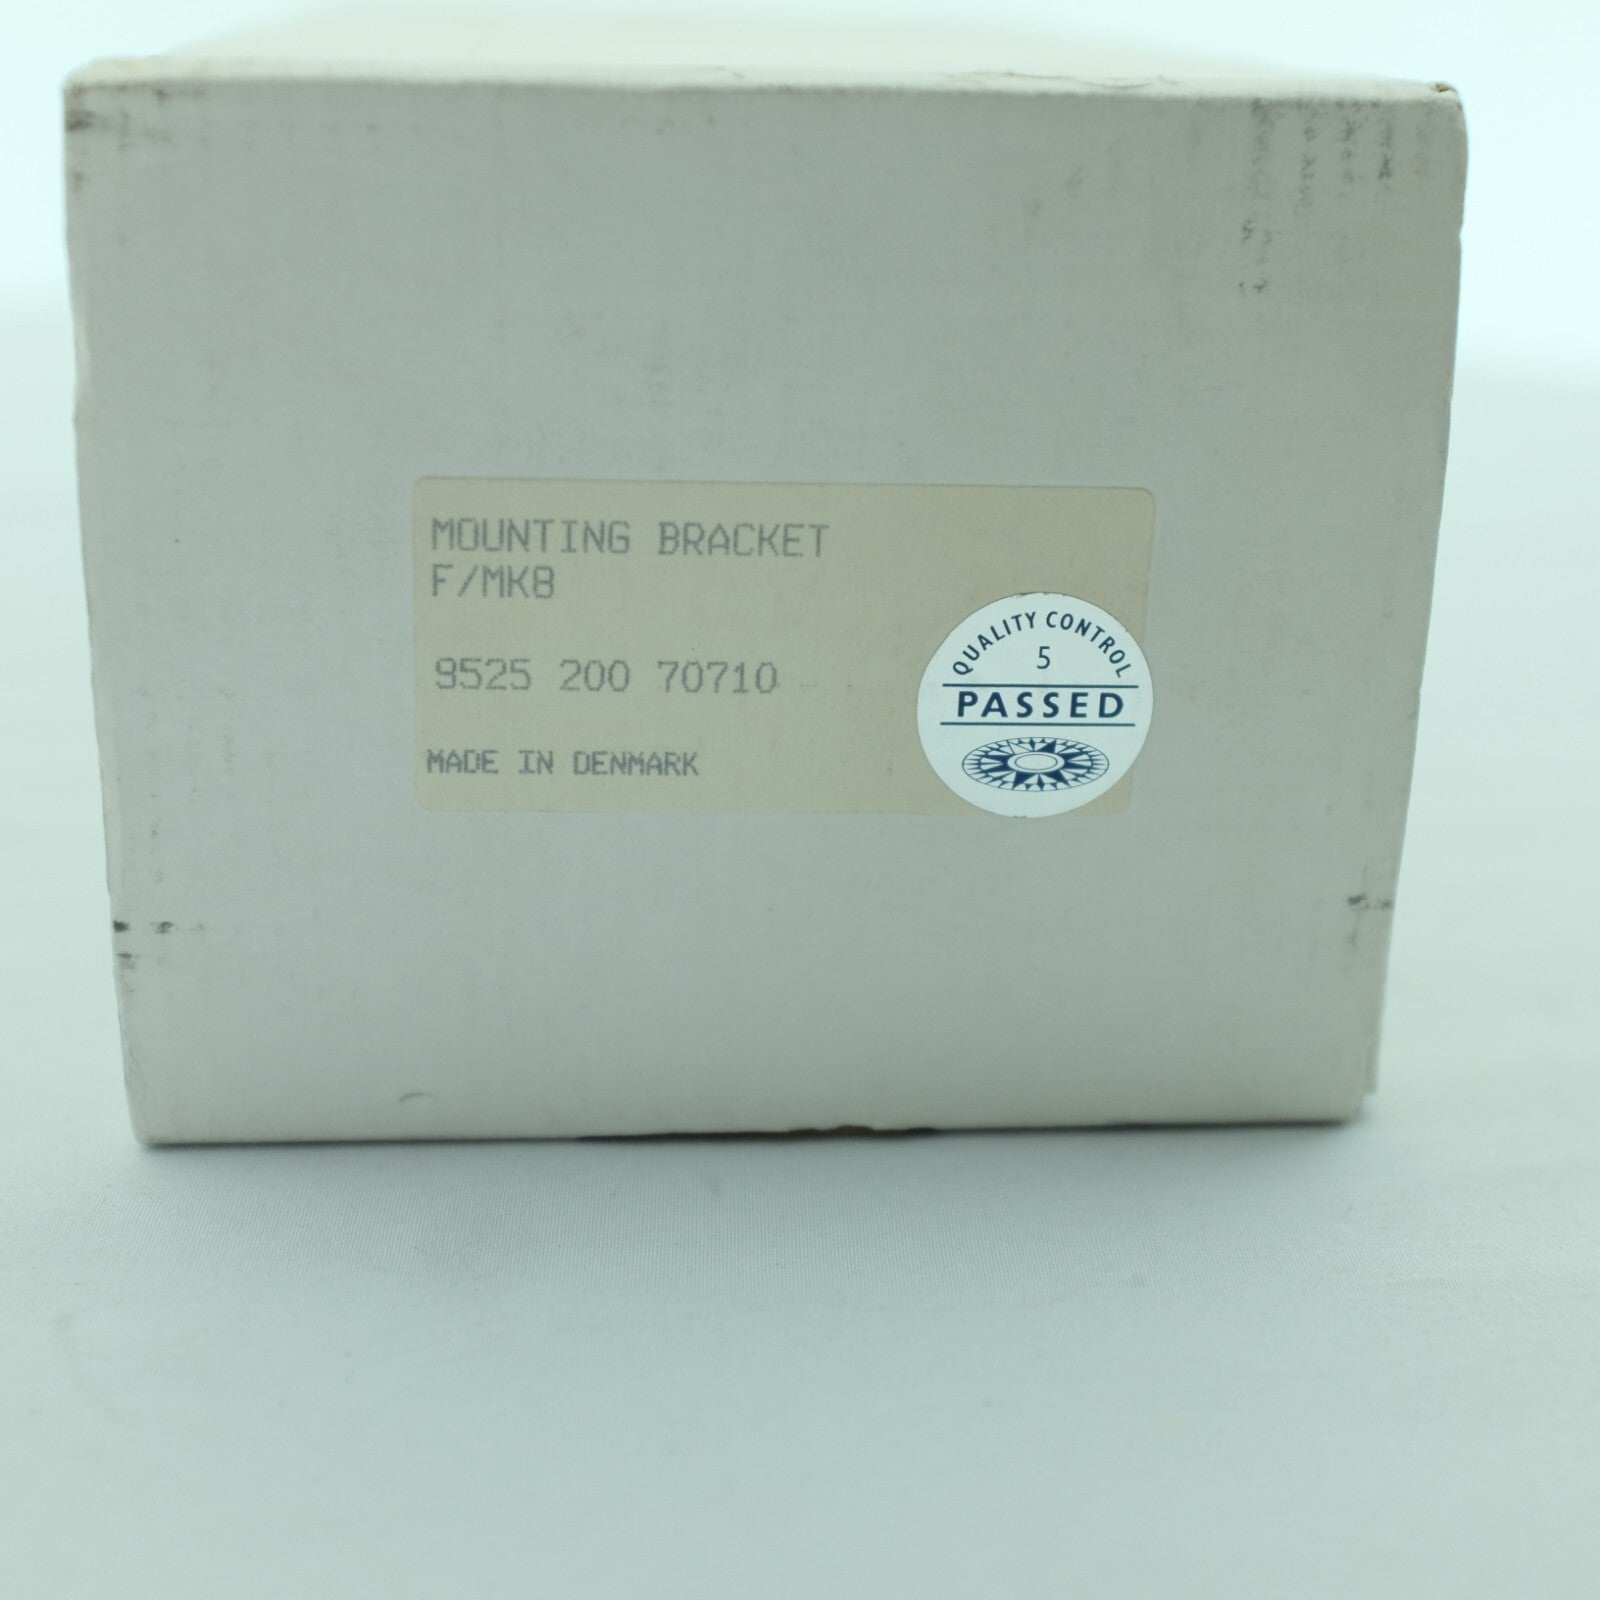 MOUNTING BRACKET
F/MK8
9525 200 70710
MADE IN DENMARK
QUALITY CONTROL
5
PASSED